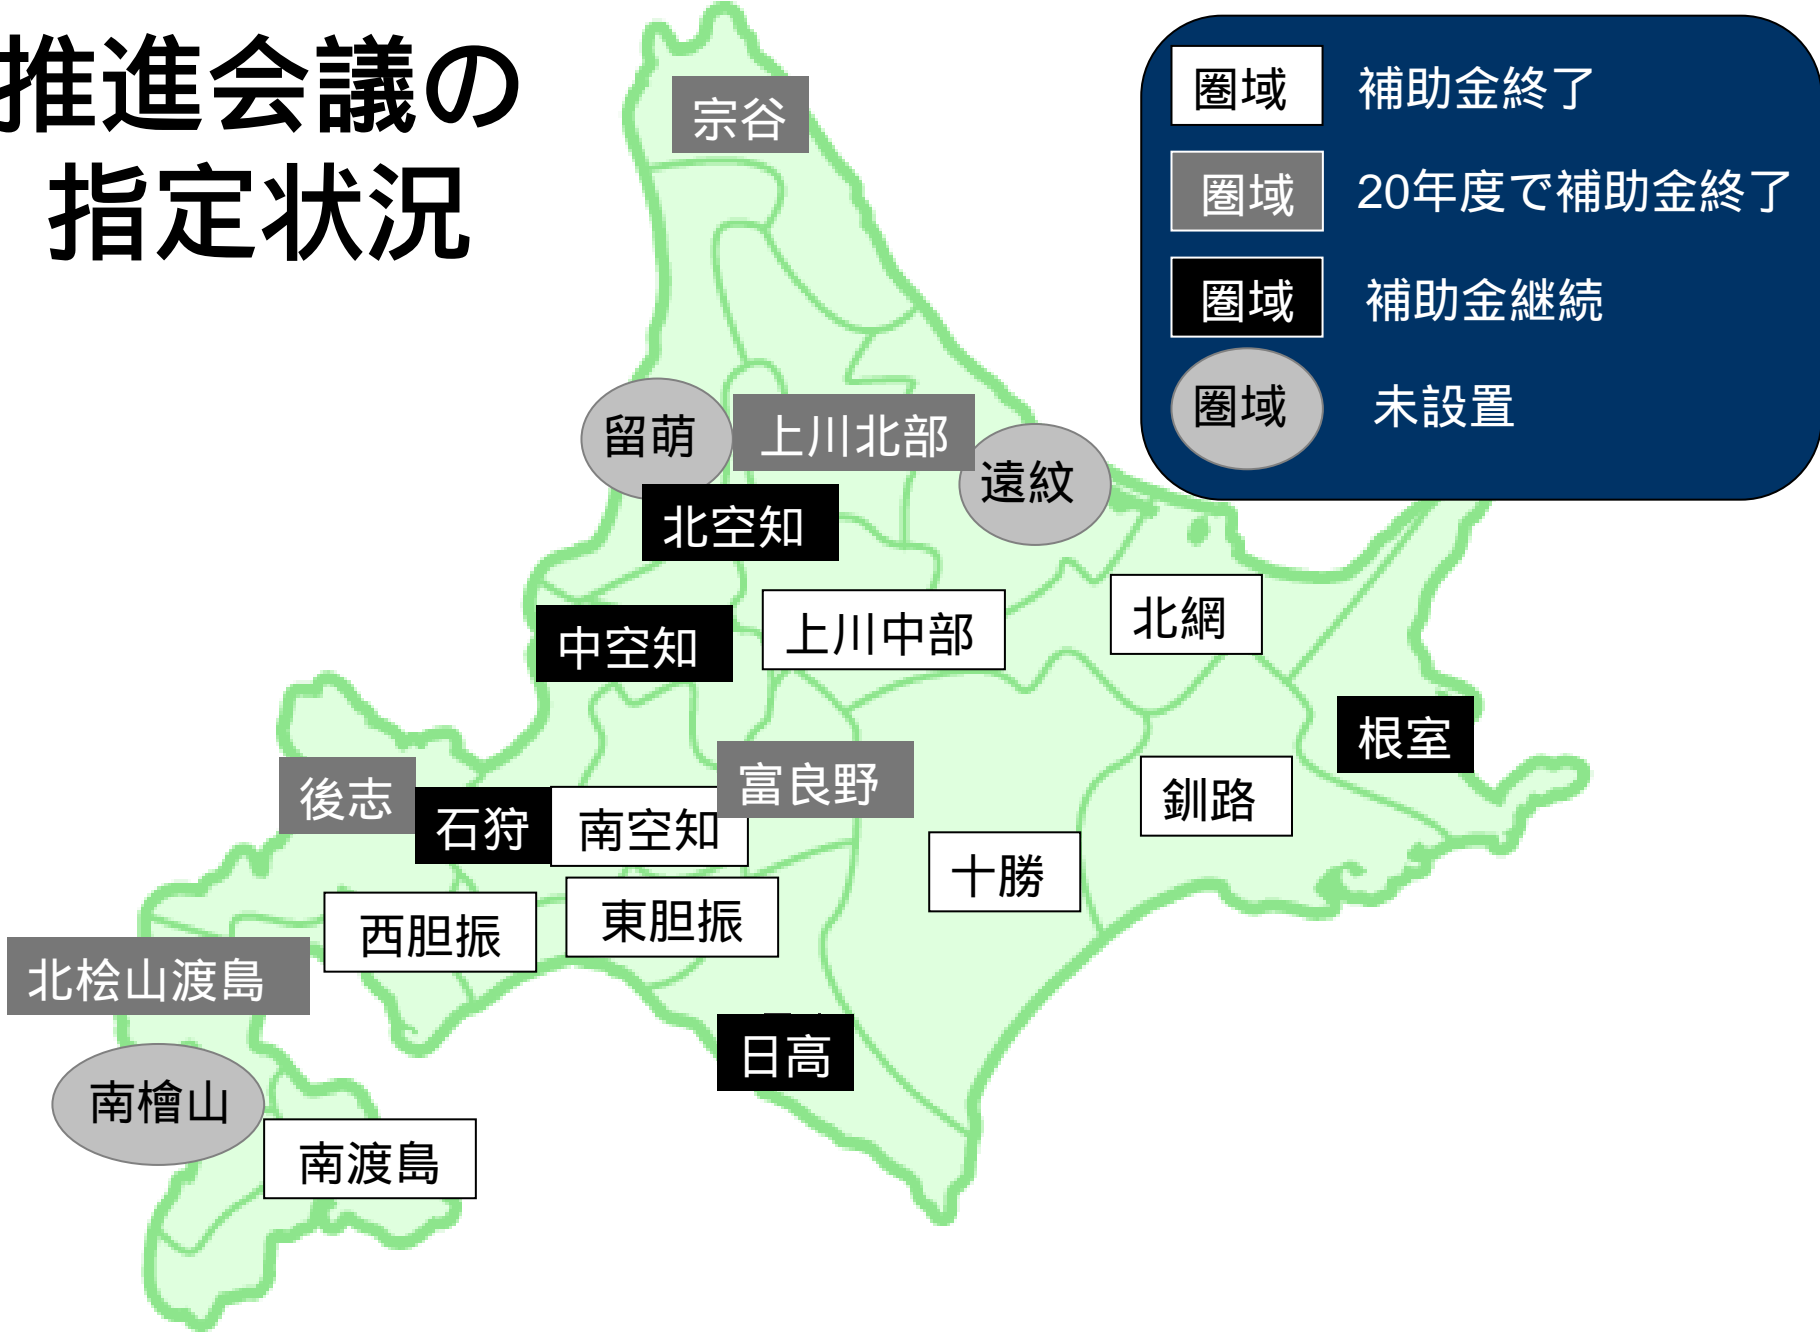 推進会議の
指定状況
圏域 補助金終了
圏域 20年度で補助金終了
圏域 補助金継続
圏域 未設置
宗谷
留萌
上川北部
遠紋
北空知
中空知
上川中部
北網
根室
後志
石狩
南空知
富良野
釧路
十勝
西胆振
東胆振
北桧山渡島
日高
南檜山
南渡島